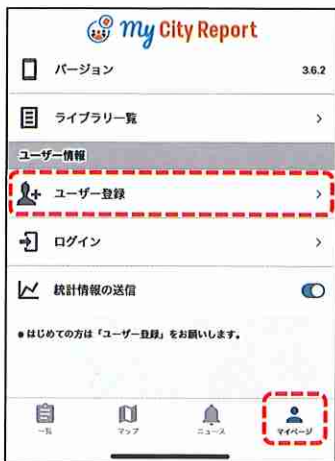 My City Report
バージョン 3.6.2
ライブラリ一覧
ユーザー情報
ユーザー登録
ログイン
統計情報の送信
●はじめての方は「ユーザー登録」をお願いします。
一覧 マップ ニュース マイページ